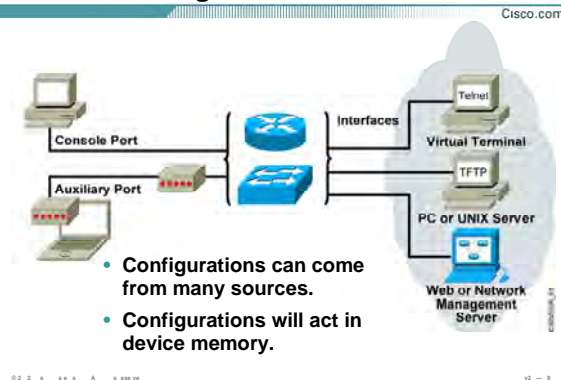 Cisco.com
Console Port
Auxiliary Port
Interfaces
Telnet
Virtual Terminal
TFTP
PC or UNIX Server
Web or Network
Management
Server
• Configurations can come
from many sources.
• Configurations will act in
device memory.